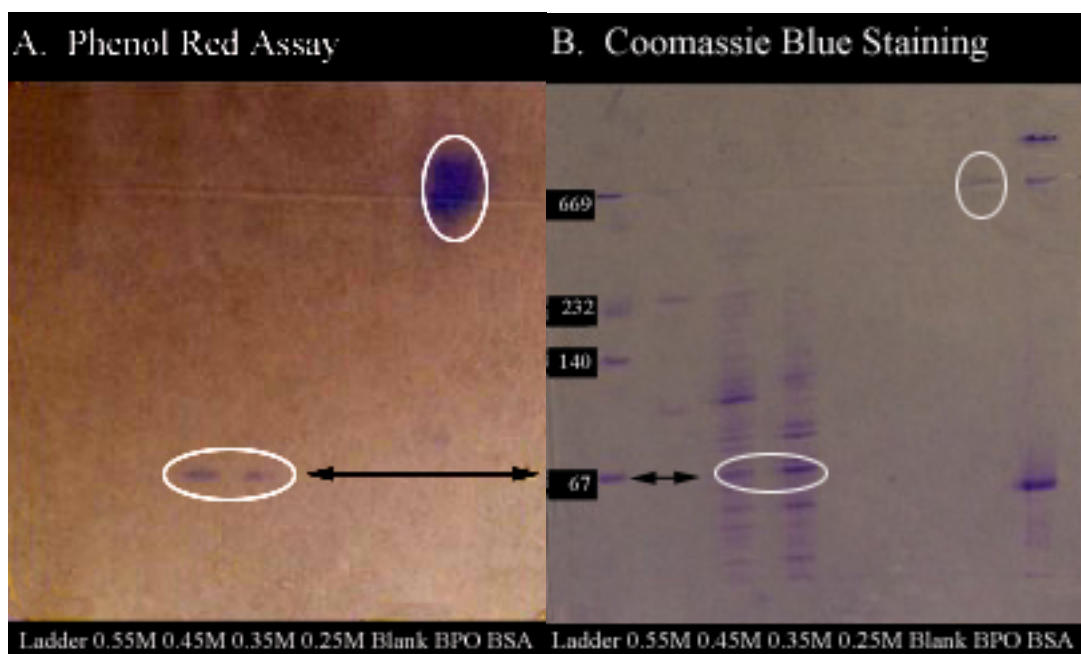 A. Phenol Red Assay
B. Coomassie Blue Staining
669
232
140
67
Ladder 0.55M 0.45M 0.35M 0.25M Blank BPO BSA
Ladder 0.55M 0.45M 0.35M 0.25M Blank BPO BSA